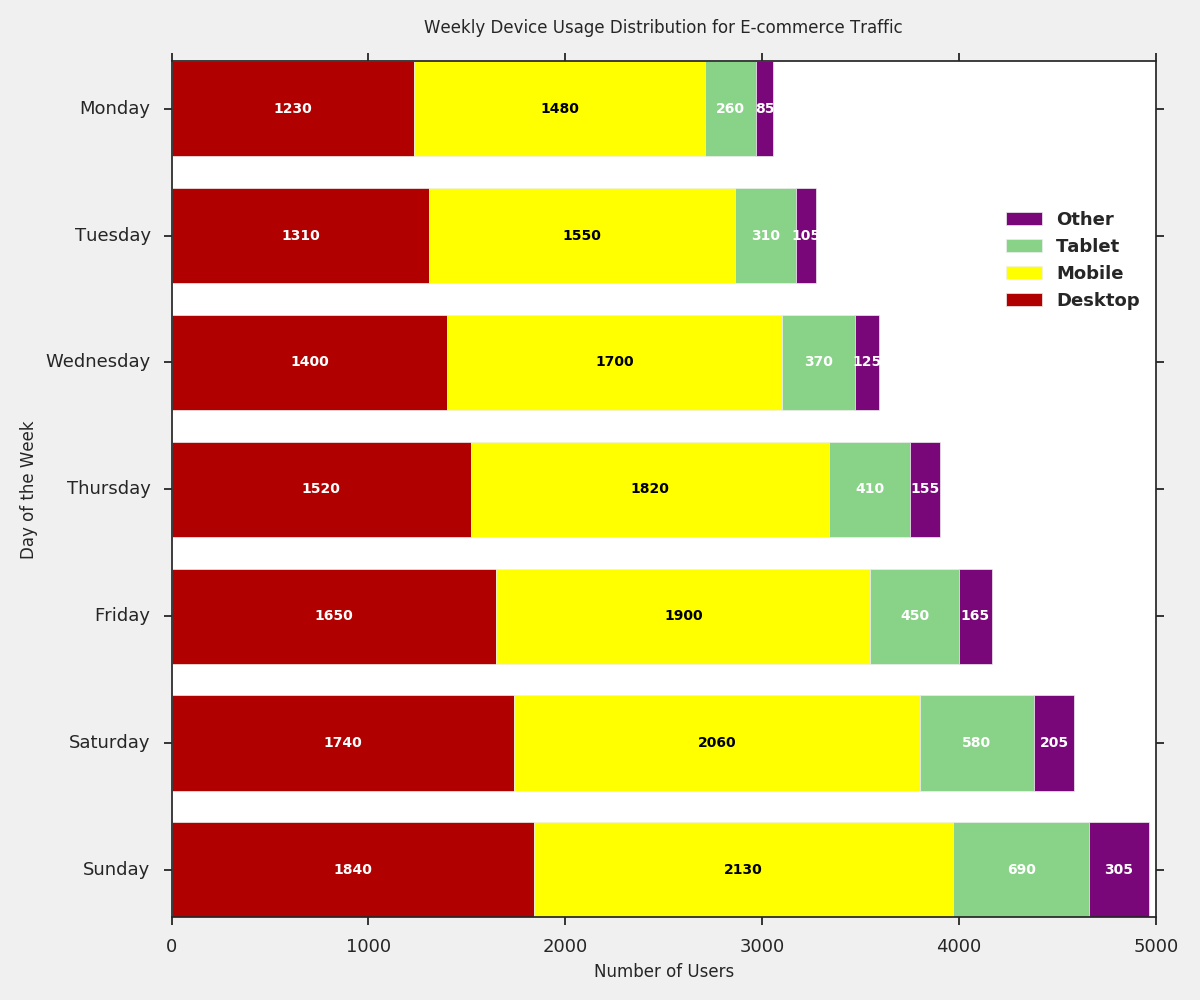 Weekly Device Usage Distribution for E-commerce Traffic
Monday 1230 1480 260 85
Tuesday 1310 1550 310 105
Other
Tablet
Mobile
Desktop
Wednesday 1400 1700 370 125
Thursday 1520 1820 410 155
Friday 1650 1900 450 165
Saturday 1740 2060 580 205
Sunday 1840 2130 690 305
Day of the Week
0 1000 2000 3000 4000 5000
Number of Users